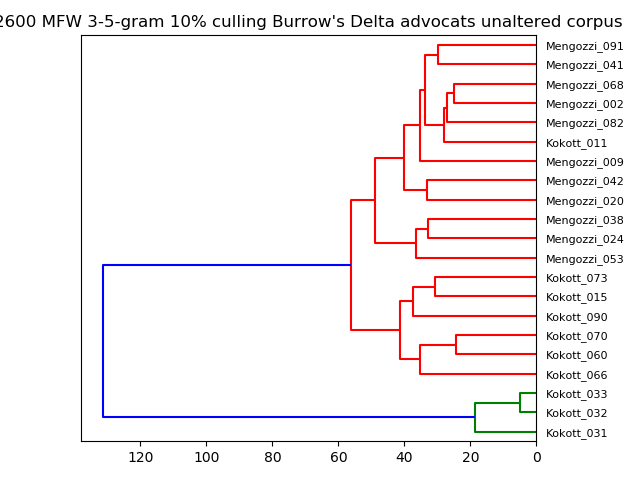 2600 MFW 3-5-gram 10% culling Burrow's Delta advocats unaltered corpus
Mengozzi_091
Mengozzi_041
Mengozzi_068
Mengozzi_002
Mengozzi_082
Kokott_011
Mengozzi_009
Mengozzi_042
Mengozzi_020
Mengozzi_038
Mengozzi_024
Mengozzi_053
Kokott_073
Kokott_015
Kokott_090
Kokott_070
Kokott_060
Kokott_066
Kokott_033
Kokott_032
Kokott_031
120 100 80 60 40 20 0